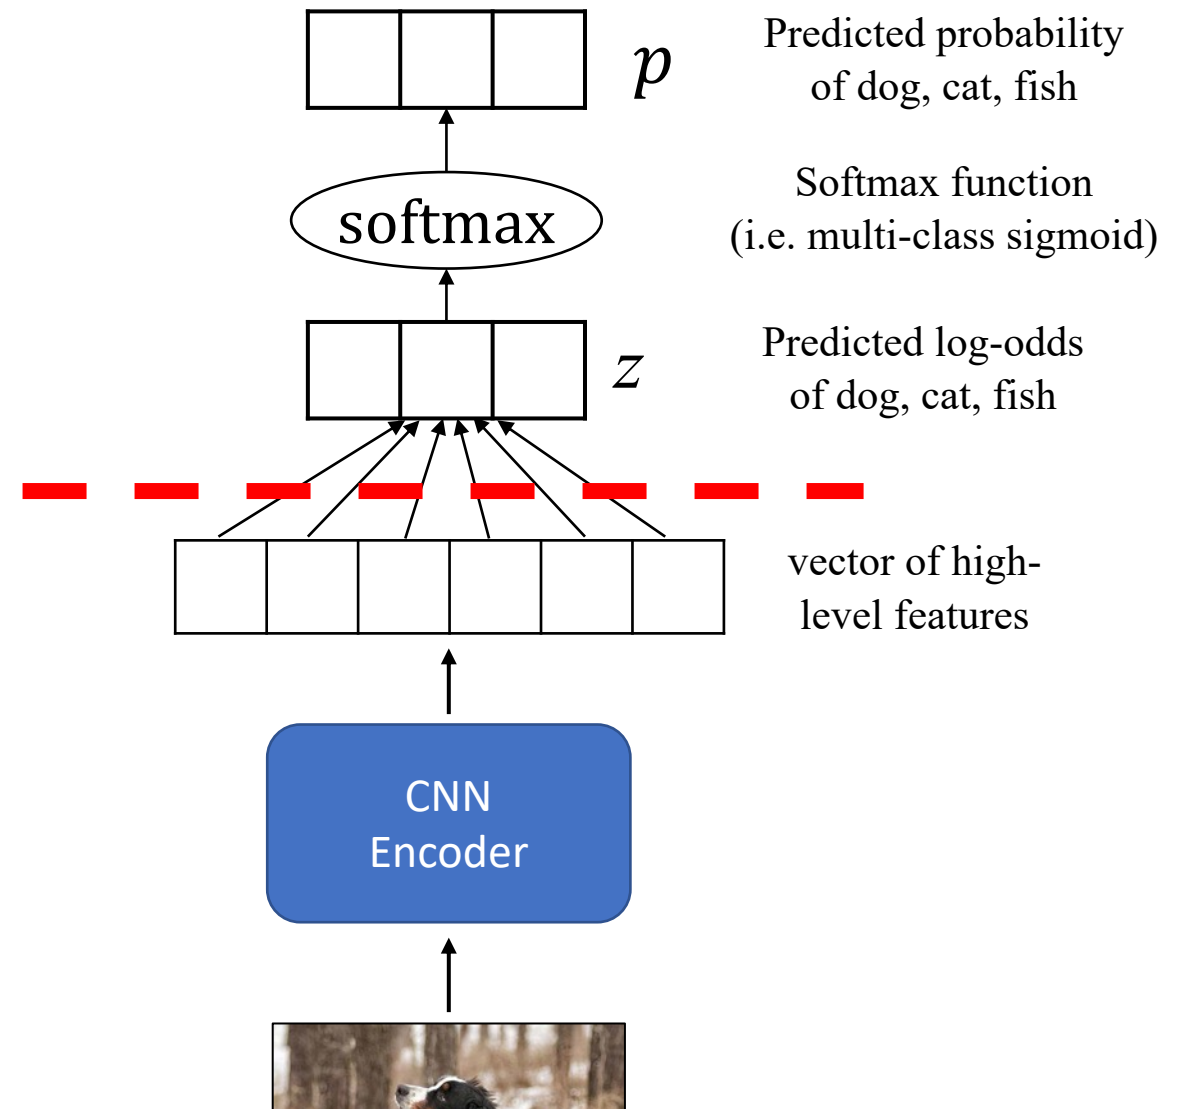 p
Predicted probability
of dog, cat, fish
softmax
Softmax function
(i.e. multi-class sigmoid)
z
Predicted log-odds
of dog, cat, fish
vector of high-
level features
CNN
Encoder